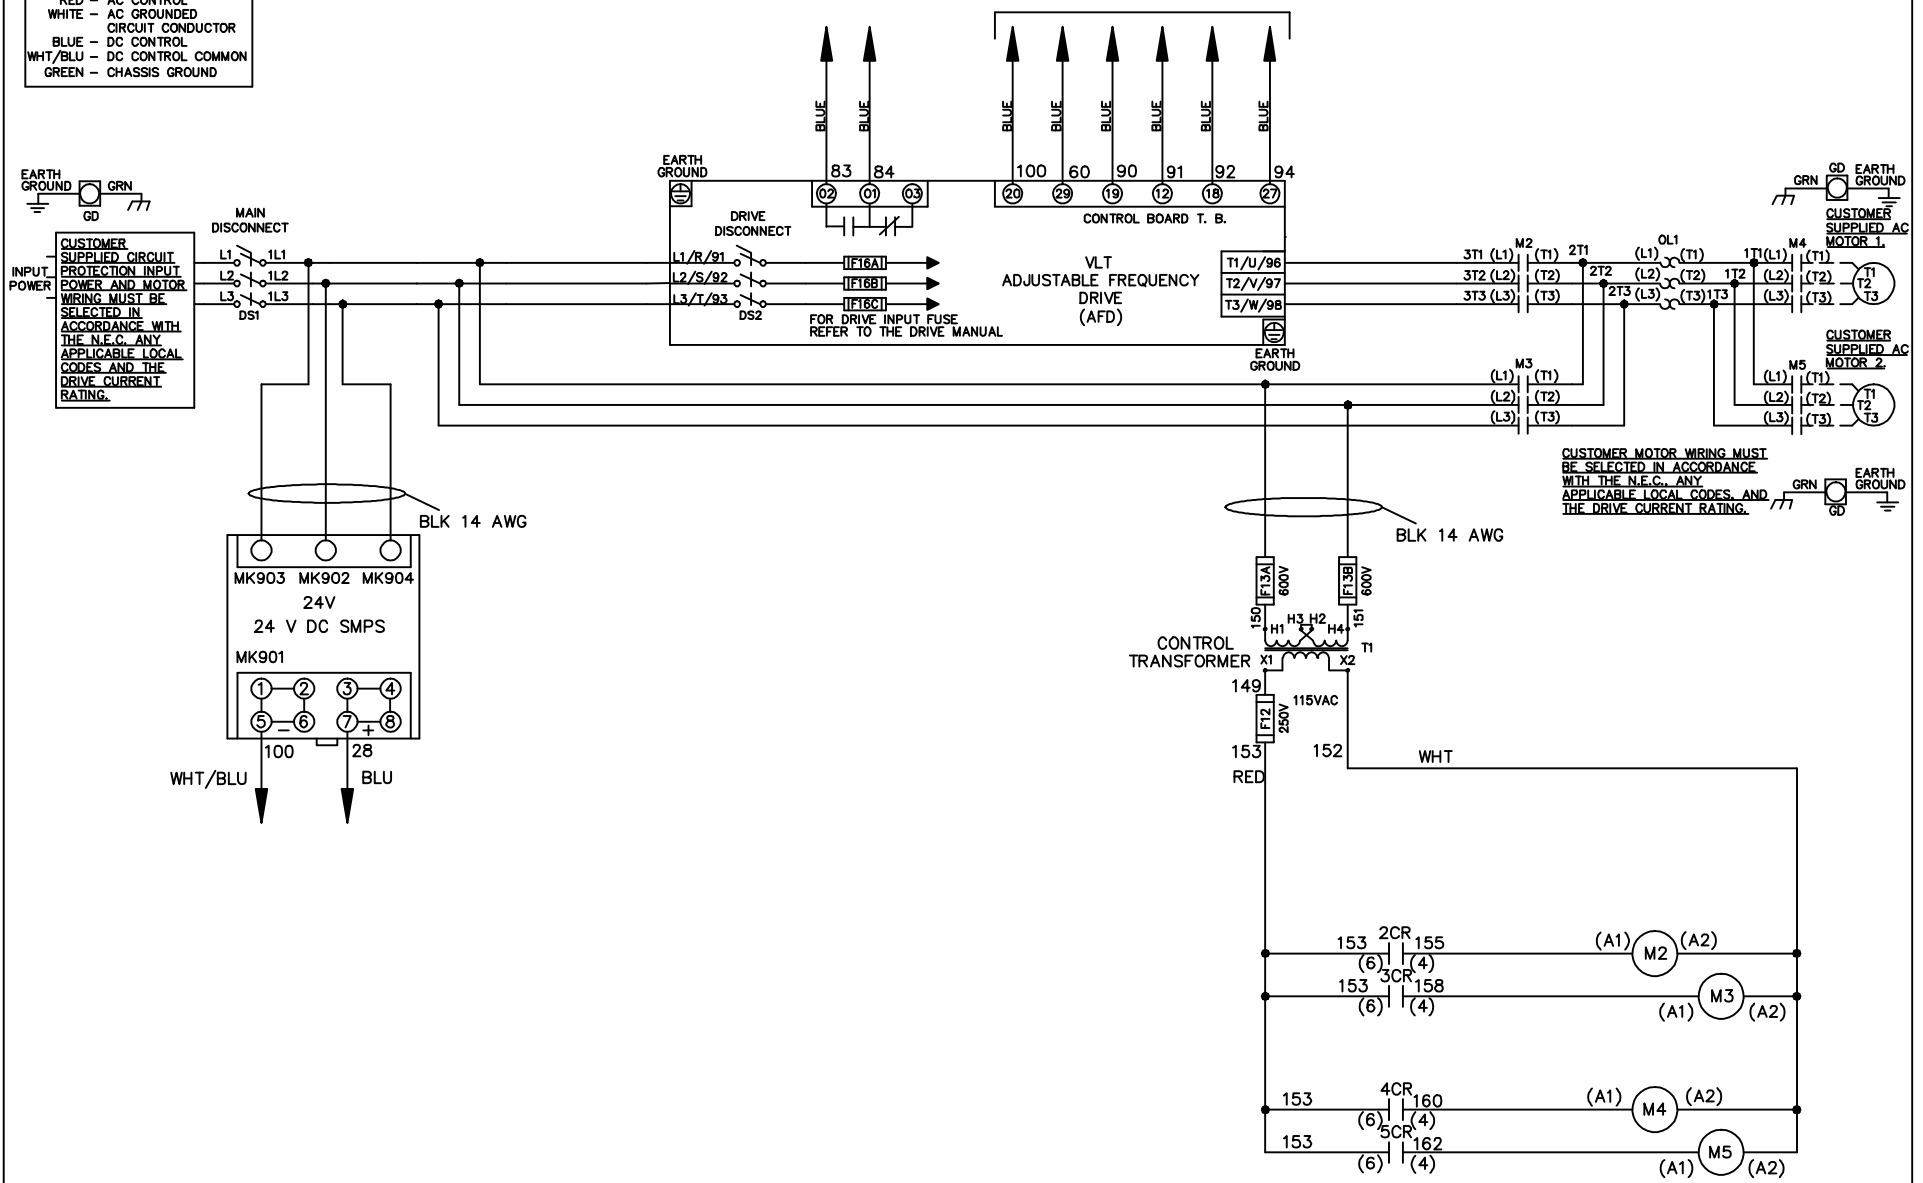 RED – AC CONTROL
WHITE – AC GROUNDED
CIRCUIT CONDUCTOR
BLUE – DC CONTROL
WHT/BLU – DC CONTROL COMMON
GREEN – CHASSIS GROUND
BLUE
BLUE
BLUE
BLUE
BLUE
BLUE
BLUE
BLUE
83
84
100
60
90
91
92
94
02
01
03
20
29
19
12
18
27
CONTROL BOARD T. B.
EARTH
GROUND
EARTH
GROUND
GRN
GD
MAIN
DISCONNECT
L1
1L1
L2
1L2
L3
1L3
DS1
INPUT
POWER
CUSTOMER
SUPPLIED CIRCUIT
PROTECTION INPUT
POWER AND MOTOR
WIRING MUST BE
SELECTED IN
ACCORDANCE WITH
THE N.E.C. ANY
APPLICABLE LOCAL
CODES AND THE
DRIVE CURRENT
RATING.
DRIVE
DISCONNECT
L1/R/91
L2/S/92
L3/T/93
DS2
F16A
F16B
F16C
FOR DRIVE INPUT FUSE
REFER TO THE DRIVE MANUAL
VLT
ADJUSTABLE FREQUENCY
DRIVE
(AFD)
T1/U/96
T2/V/97
T3/W/98
EARTH
GROUND
M2
3T1 (L1) (T1) 2T1
3T2 (L2) (T2) 2T2
3T3 (L3) (T3) 2T3
OL1
(L1) (T1) 1T1
(L2) (T2) 1T2
(L3) (T3) 1T3
M4
(L1) (T1)
(L2) (T2)
(L3) (T3)
T1
T2
T3
GRN
GD
EARTH
GROUND
CUSTOMER
SUPPLIED AC
MOTOR 1.
M3
(L1) (T1)
(L2) (T2)
(L3) (T3)
CUSTOMER
SUPPLIED AC
MOTOR 2.
M5
(L1) (T1)
(L2) (T2)
(L3) (T3)
T1
T2
T3
CUSTOMER MOTOR WIRING MUST
BE SELECTED IN ACCORDANCE
WITH THE N.E.C., ANY
APPLICABLE LOCAL CODES, AND
THE DRIVE CURRENT RATING.
GRN
GD
EARTH
GROUND
BLK 14 AWG
MK903 MK902 MK904
24V
24 V DC SMPS
MK901
1 2 3 4
5 6 7 8
– +
100
28
WHT/BLU
BLU
BLK 14 AWG
F13A
600V
F13B
600V
150
151
H1 H3 H2 H4
T1
CONTROL
TRANSFORMER
X1 X2
149
115VAC
F12
250V
153
152
RED
WHT
2CR
153 155
(6) (4)
(A1) M2 (A2)
3CR
153 158
(6) (4)
(A1) M3 (A2)
4CR
153 160
(6) (4)
(A1) M4 (A2)
5CR
153 162
(6) (4)
(A1) M5 (A2)